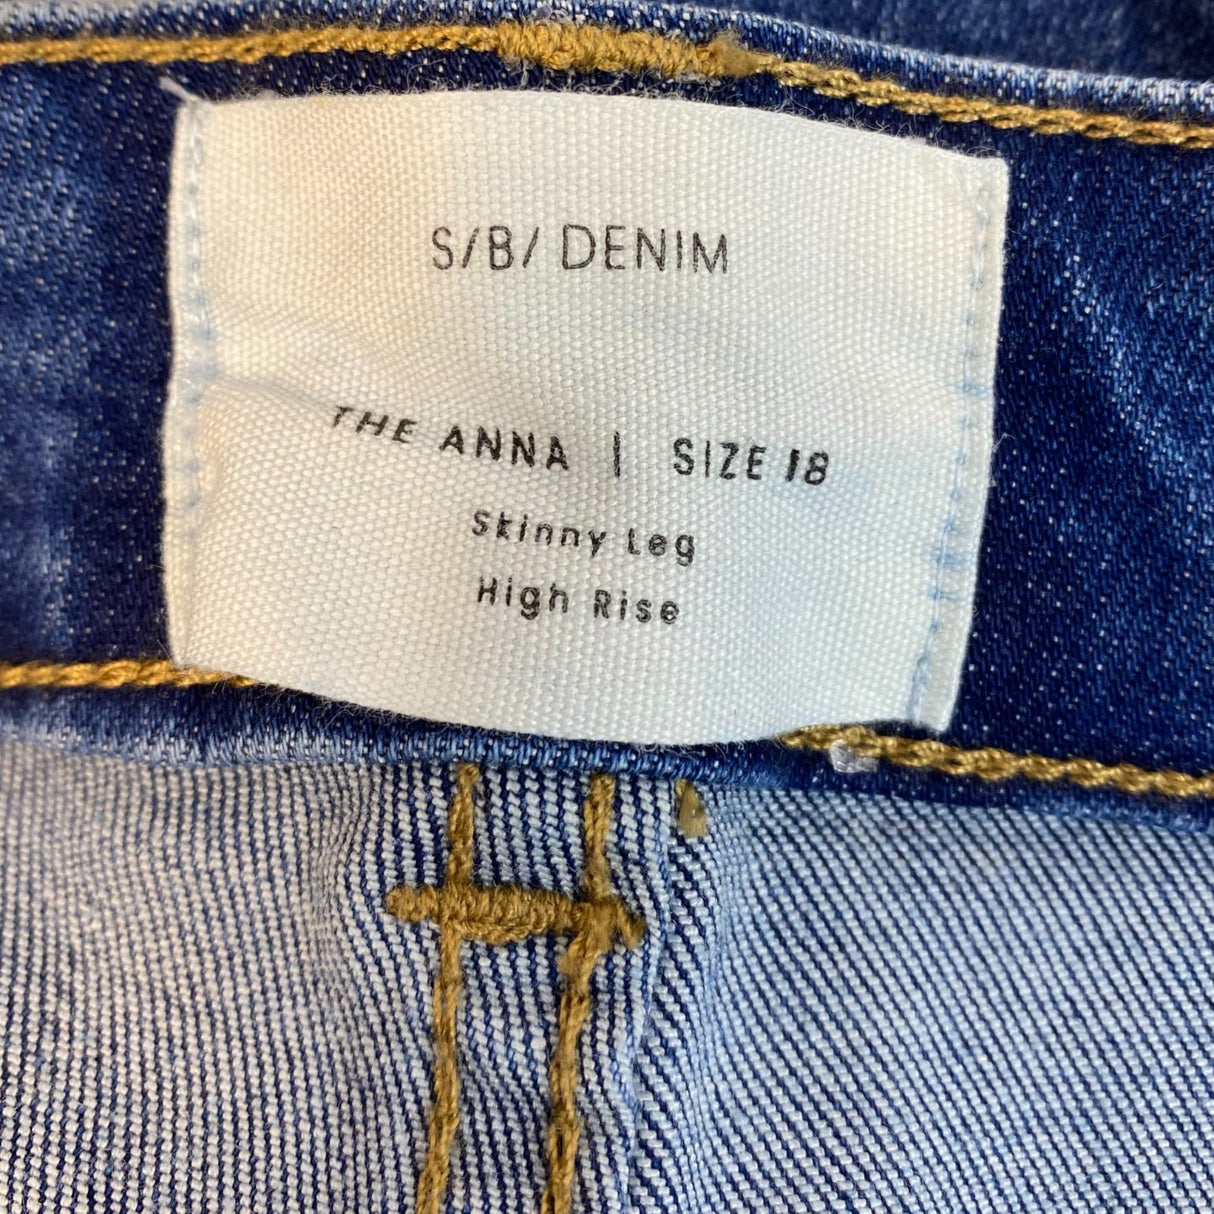 S/B/ DENIM
THE ANNA | SIZE 18
Skinny Leg
High Rise